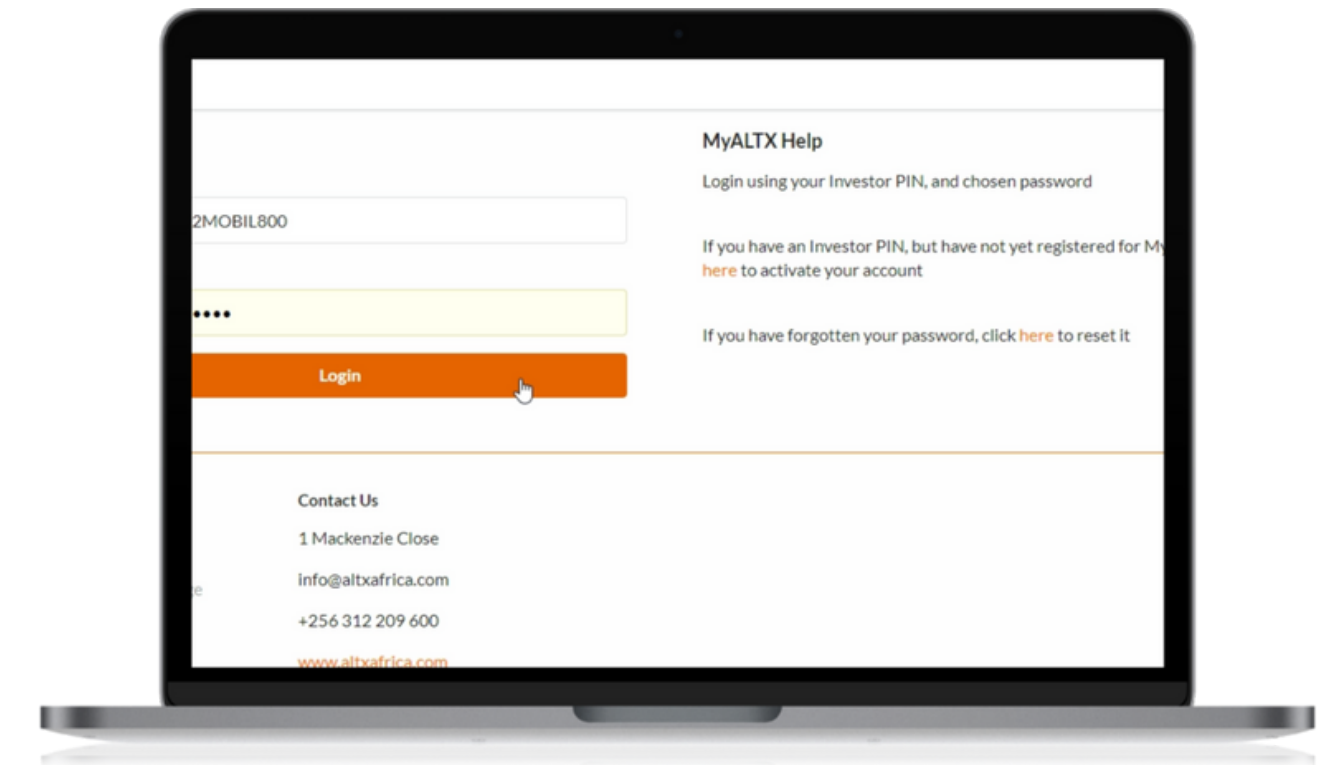 MyALTX Help
Login using your Investor PIN, and chosen password
2MOBIL800
If you have an Investor PIN, but have not yet registered for My
here to activate your account
••••
If you have forgotten your password, click here to reset it
Login
Contact Us
1 Mackenzie Close
info@altxafrica.com
+256 312 209 600
www.altxafrica.com